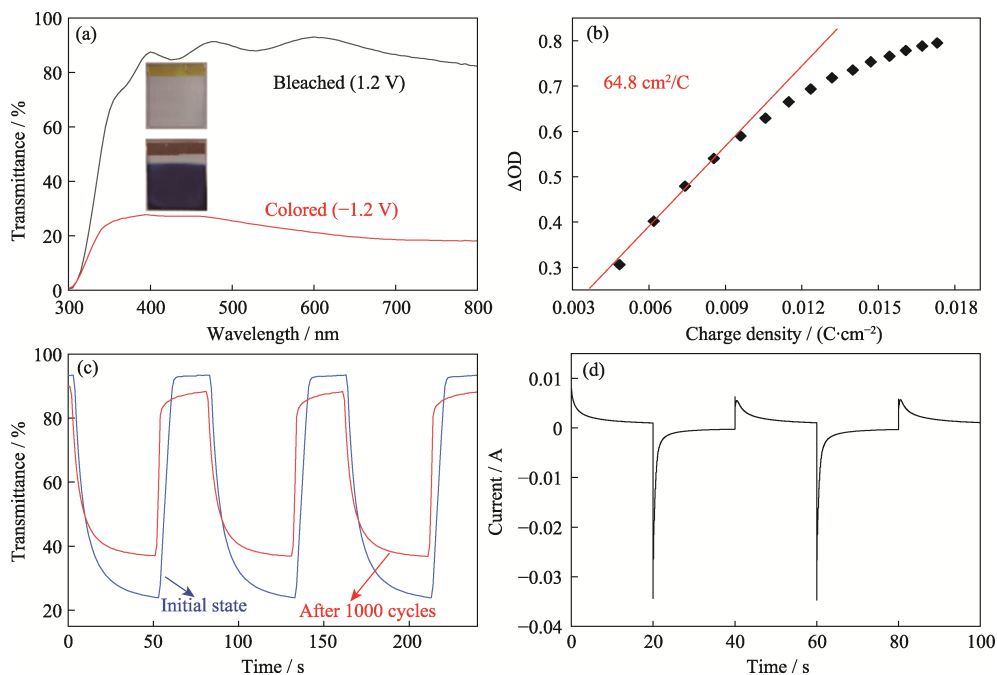 (a)
100
80
60
40
20
0
300 400 500 600 700 800
Transmittance / %
Wavelength / nm
Bleached (1.2 V)
Colored (−1.2 V)
(b)
0.8
0.7
0.6
0.5
0.4
0.3
0.003 0.006 0.009 0.012 0.015 0.018
ΔOD
Charge density / (C·cm⁻²)
64.8 cm²/C
(c)
100
80
60
40
20
0 50 100 150 200
Transmittance / %
Time / s
Initial state
After 1000 cycles
(d)
0.01
0
−0.01
−0.02
−0.03
−0.04
0 20 40 60 80 100
Current / A
Time / s